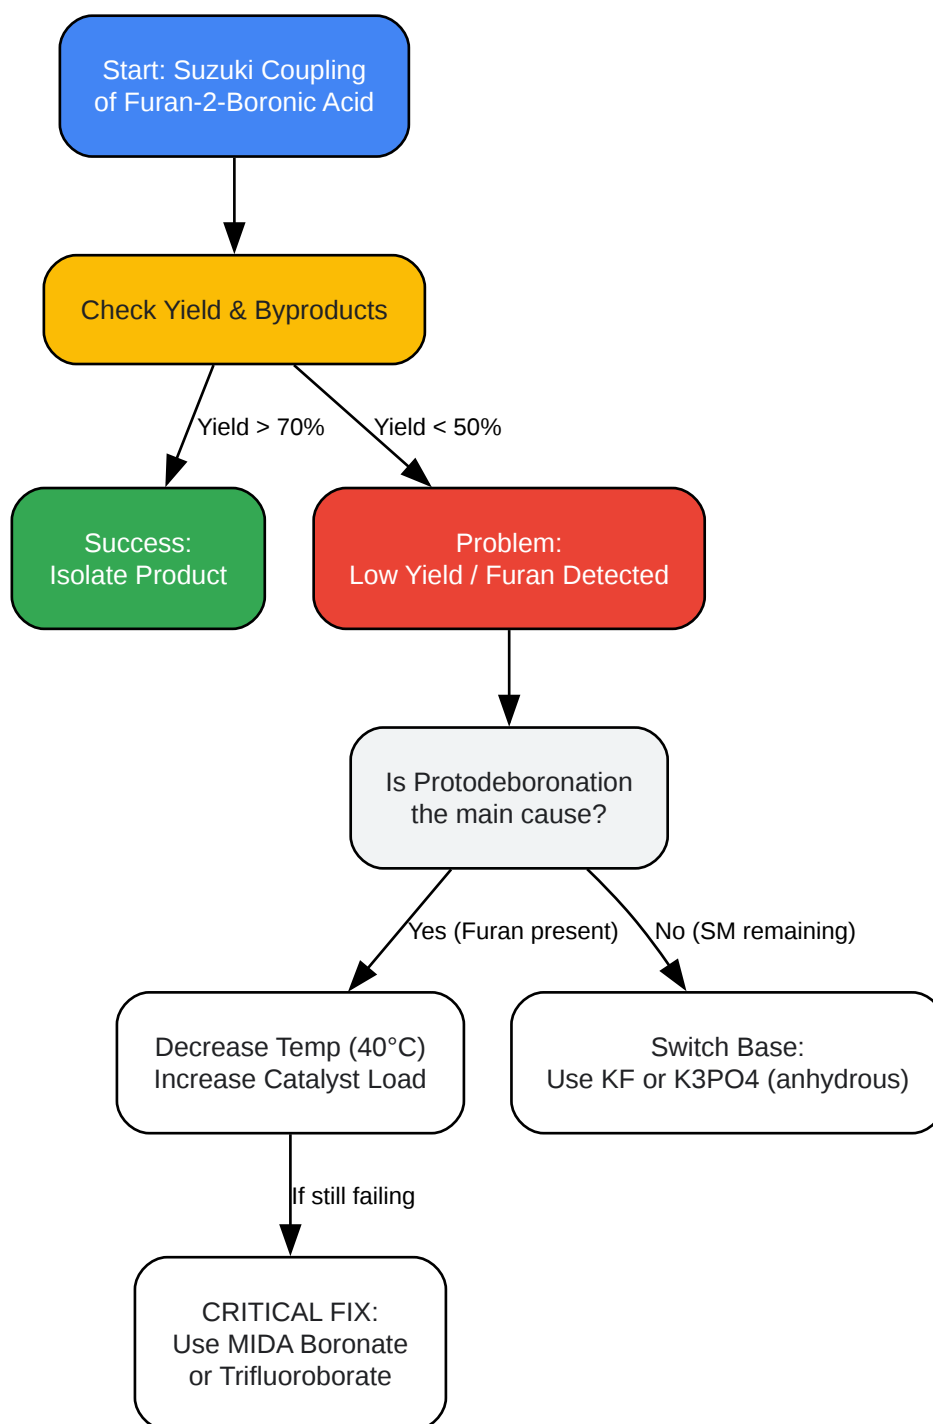 Start: Suzuki Coupling
of Furan-2-Boronic Acid
Check Yield & Byproducts
Yield > 70%
Yield < 50%
Success:
Isolate Product
Problem:
Low Yield / Furan Detected
Is Protodeboronation
the main cause?
Yes (Furan present)
No (SM remaining)
Decrease Temp (40°C)
Increase Catalyst Load
Switch Base:
Use KF or K3PO4 (anhydrous)
If still failing
CRITICAL FIX:
Use MIDA Boronate
or Trifluoroborate